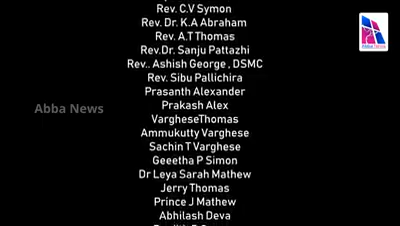 Rev. C.V Symon
Rev. Dr. K.A Abraham
Rev. A.T Thomas
Rev.Dr. Sanju Pattazhi
Rev.. Ashish George , DSMC
Rev. Sibu Pallichira
Prasanth Alexander
Prakash Alex
Abba News
VargheseThomas
Ammukutty Varghese
Sachin T Varghese
Geeetha P Simon
Dr Leya Sarah Mathew
Jerry Thomas
Prince J Mathew
Abhilash Deva